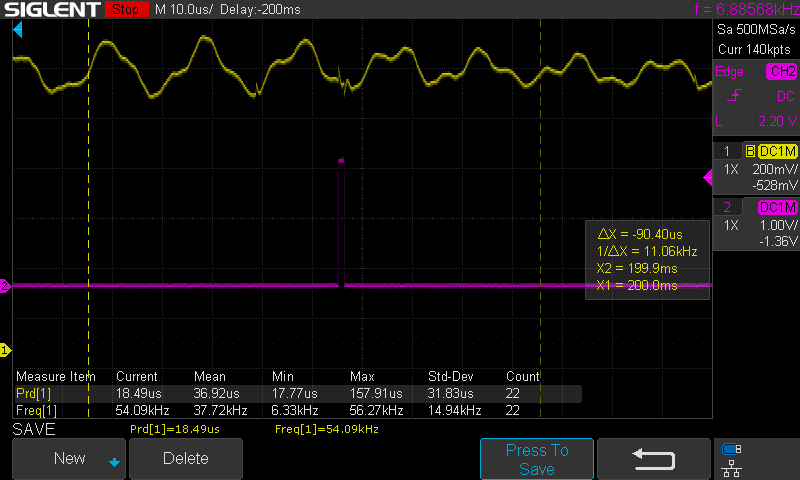 SIGLENT Stop M 10.0us/ Delay:-200ms f = 6.88568kHz
Sa 500MSa/s
Curr 140kpts
Edge CH2
DC
L 2.20 V
1 B DC1M
1X 200mV/
-528mV
2 DC1M
1X 1.00V/
-1.36V
ΔX = -90.40us
1/ΔX = 11.06kHz
X2 = 199.9ms
X1 = 200.0ms
2
1
Measure Item Current Mean Min Max Std-Dev Count
Prd[1] 18.49us 36.92us 17.77us 157.91us 31.83us 22
Freq[1] 54.09kHz 37.72kHz 6.33kHz 56.27kHz 14.94kHz 22
SAVE Prd[1]=18.49us Freq[1]=54.09kHz
New Delete Press To
Save